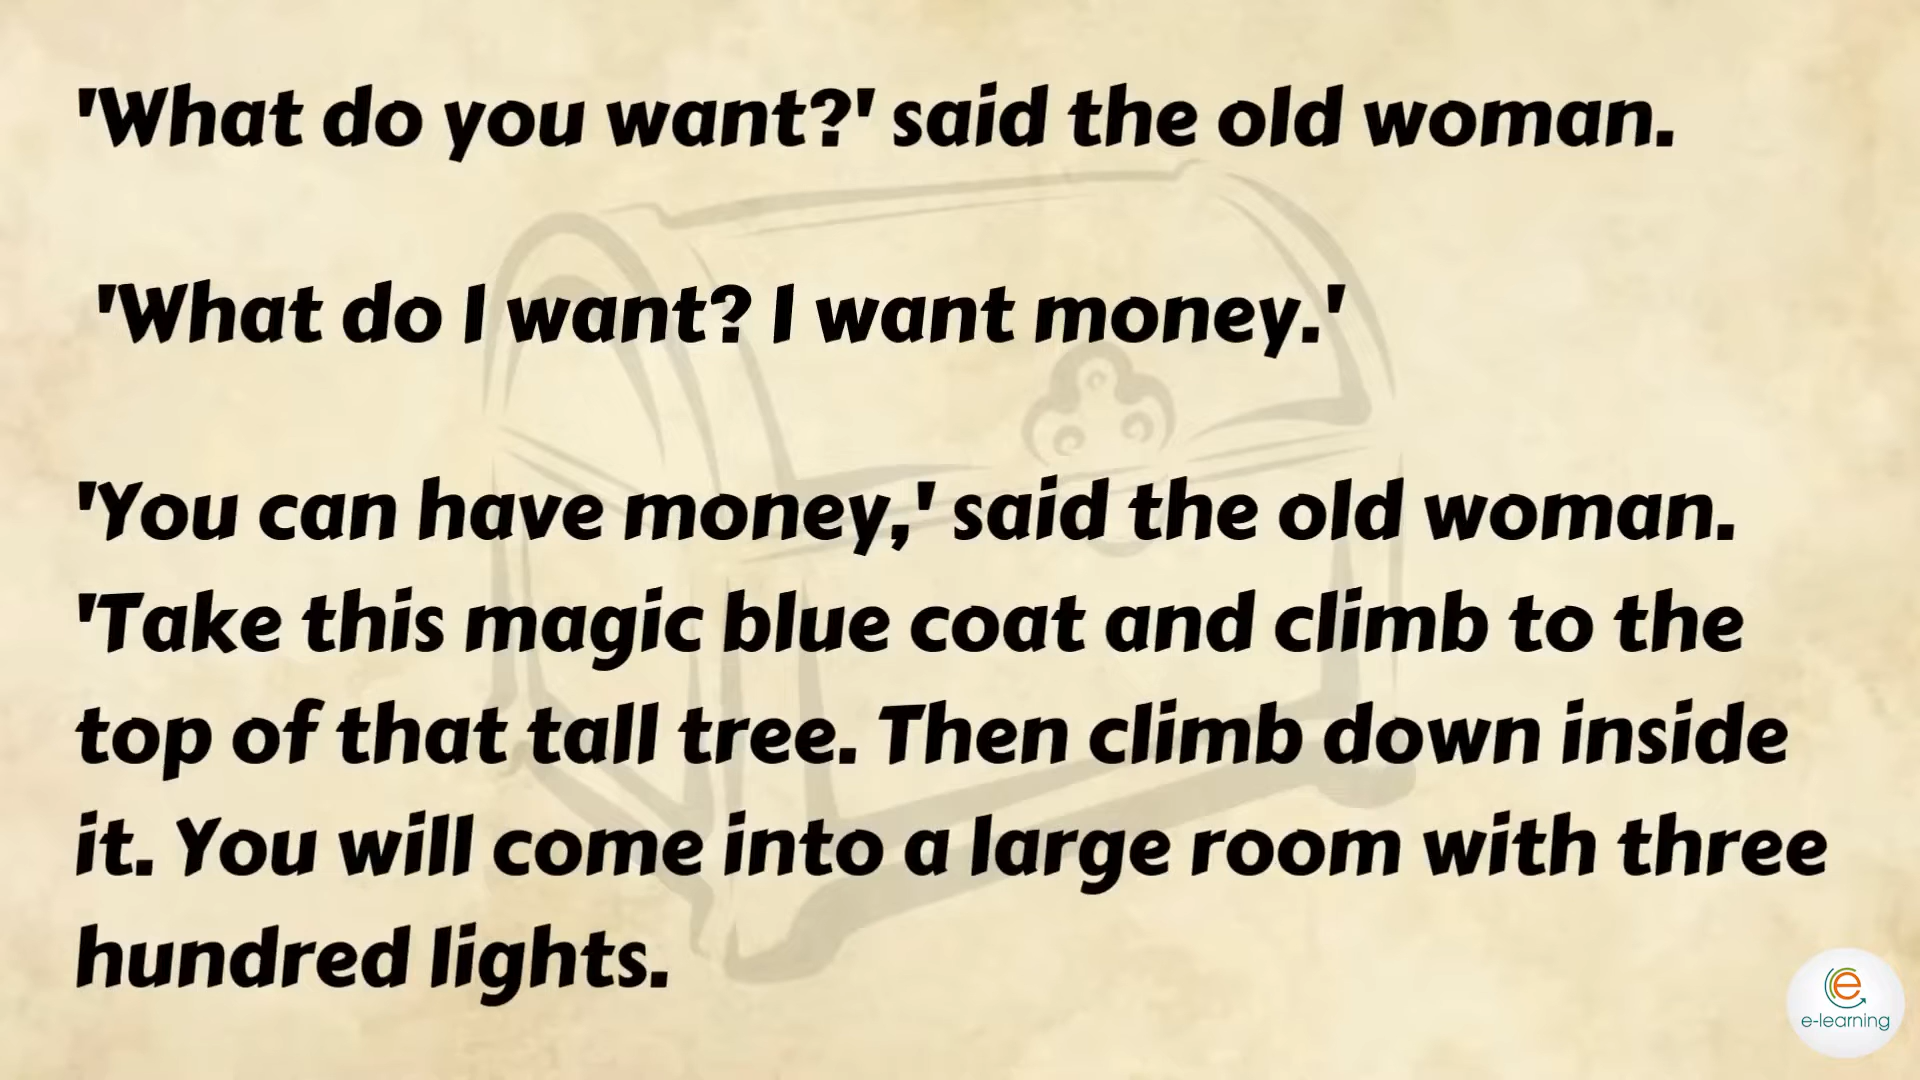 'What do you want?' said the old woman.
'What do I want? I want money.'
'You can have money,' said the old woman.
'Take this magic blue coat and climb to the
top of that tall tree. Then climb down inside
it. You will come into a large room with three
hundred lights.
e
e-learning